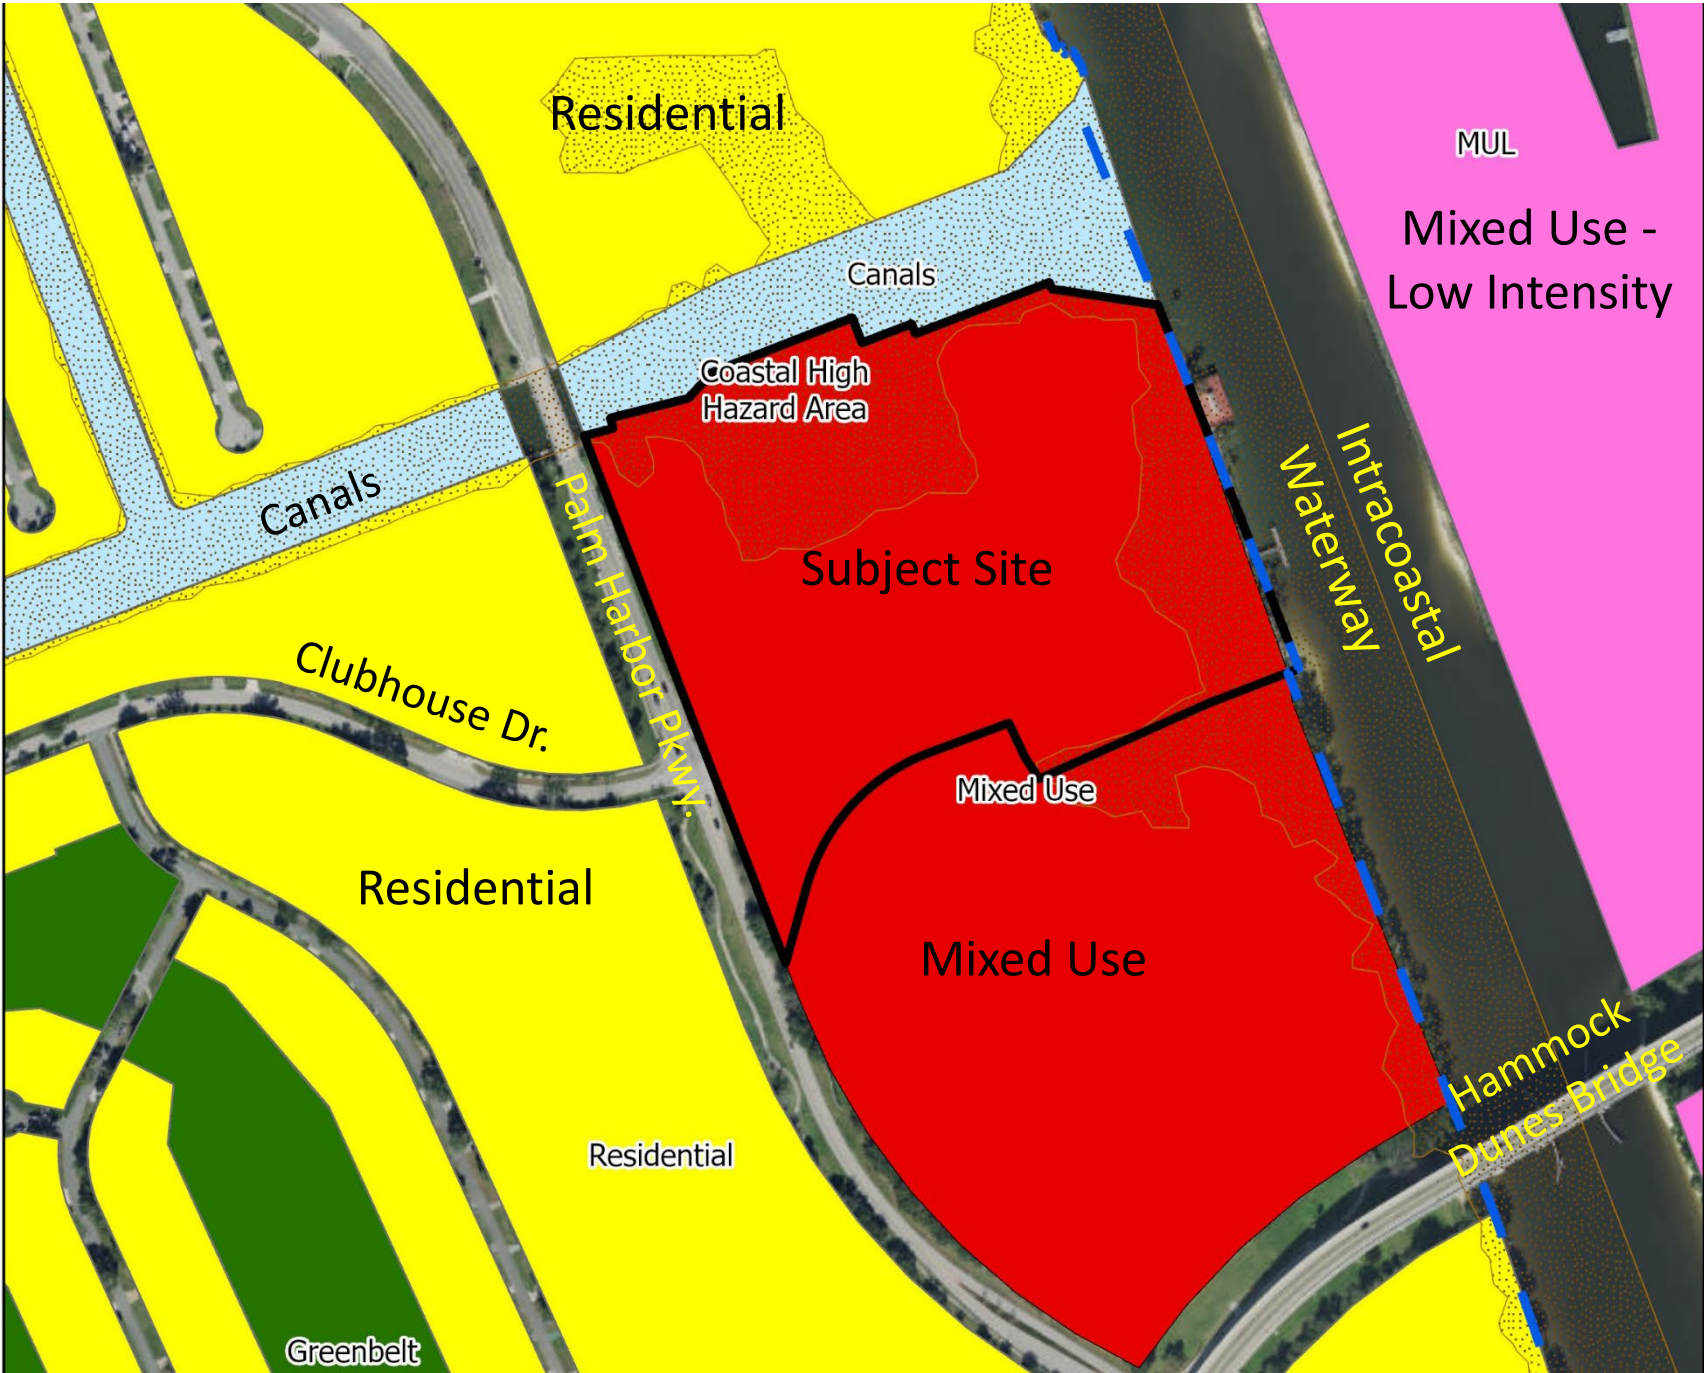 Residential
MUL
Mixed Use -
Low Intensity
Canals
Coastal High
Hazard Area
Canals
Palm Harbor Pkwy.
Intracoastal
Waterway
Subject Site
Clubhouse Dr.
Mixed Use
Residential
Mixed Use
Hammock
Dunes Bridge
Residential
Greenbelt